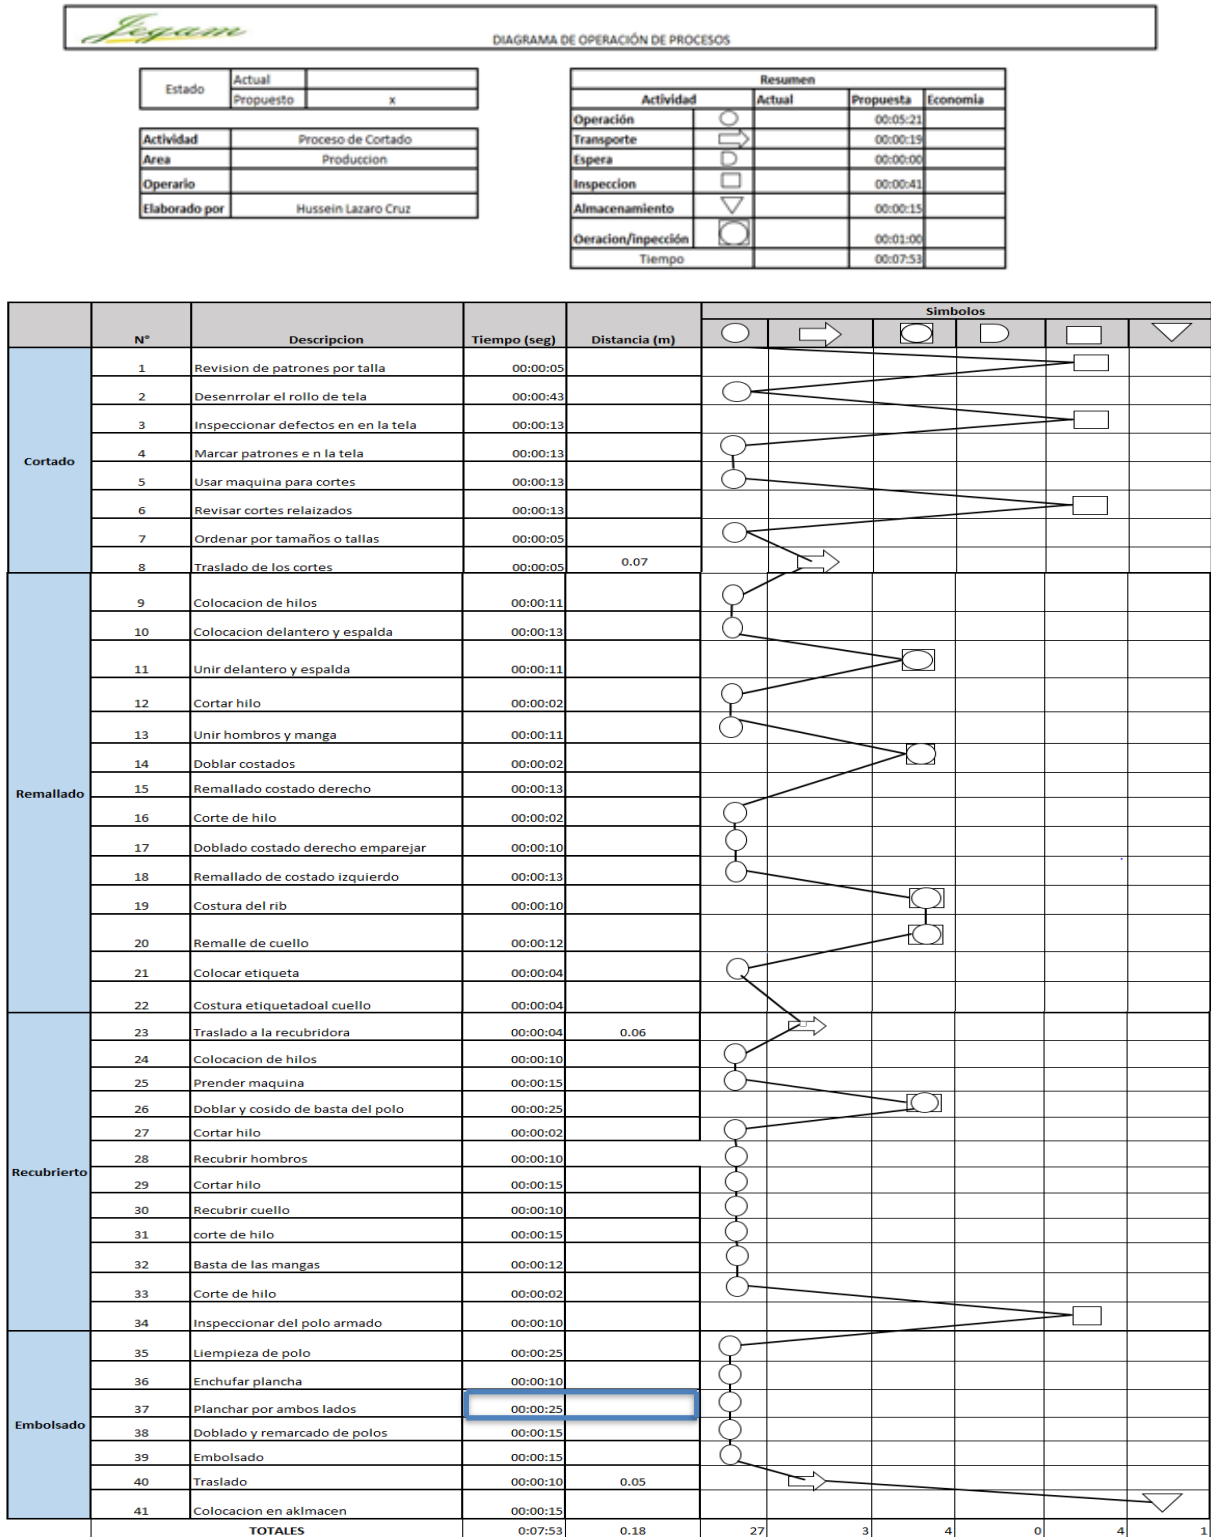 Jegam
DIAGRAMA DE OPERACIÓN DE PROCESOS
Estado Actual
Propuesto x
Actividad Proceso de Cortado
Area Produccion
Operario
Elaborado por Hussein Lazaro Cruz
Resumen
Actividad Actual Propuesta Economia
Operación 00:05:21
Transporte 00:00:19
Espera 00:00:00
Inspeccion 00:00:41
Almacenamiento 00:00:15
Oeracion/inpección 00:01:00
Tiempo 00:07:53
Simbolos
N° Descripcion Tiempo (seg) Distancia (m)
Cortado
1 Revision de patrones por talla 00:00:05
2 Desenrrolar el rollo de tela 00:00:43
3 Inspeccionar defectos en en la tela 00:00:13
4 Marcar patrones e n la tela 00:00:13
5 Usar maquina para cortes 00:00:13
6 Revisar cortes relaizados 00:00:13
7 Ordenar por tamaños o tallas 00:00:05
8 Traslado de los cortes 00:00:05 0.07
Remallado
9 Colocacion de hilos 00:00:11
10 Colocacion delantero y espalda 00:00:13
11 Unir delantero y espalda 00:00:11
12 Cortar hilo 00:00:02
13 Unir hombros y manga 00:00:11
14 Doblar costados 00:00:02
15 Remallado costado derecho 00:00:13
16 Corte de hilo 00:00:02
17 Doblado costado derecho emparejar 00:00:10
18 Remallado de costado izquierdo 00:00:13
19 Costura del rib 00:00:10
20 Remalle de cuello 00:00:12
21 Colocar etiqueta 00:00:04
22 Costura etiquetadoal cuello 00:00:04
Recubrierto
23 Traslado a la recubridora 00:00:04 0.06
24 Colocacion de hilos 00:00:10
25 Prender maquina 00:00:15
26 Doblar y cosido de basta del polo 00:00:25
27 Cortar hilo 00:00:02
28 Recubrir hombros 00:00:10
29 Cortar hilo 00:00:15
30 Recubrir cuello 00:00:10
31 corte de hilo 00:00:15
32 Basta de las mangas 00:00:12
33 Corte de hilo 00:00:02
34 Inspeccionar del polo armado 00:00:10
Embolsado
35 Liempieza de polo 00:00:25
36 Enchufar plancha 00:00:10
37 Planchar por ambos lados 00:00:25
38 Doblado y remarcado de polos 00:00:15
39 Embolsado 00:00:15
40 Traslado 00:00:10 0.05
41 Colocacion en aklmacen 00:00:15
TOTALES 0:07:53 0.18 27 3 4 0 4 1